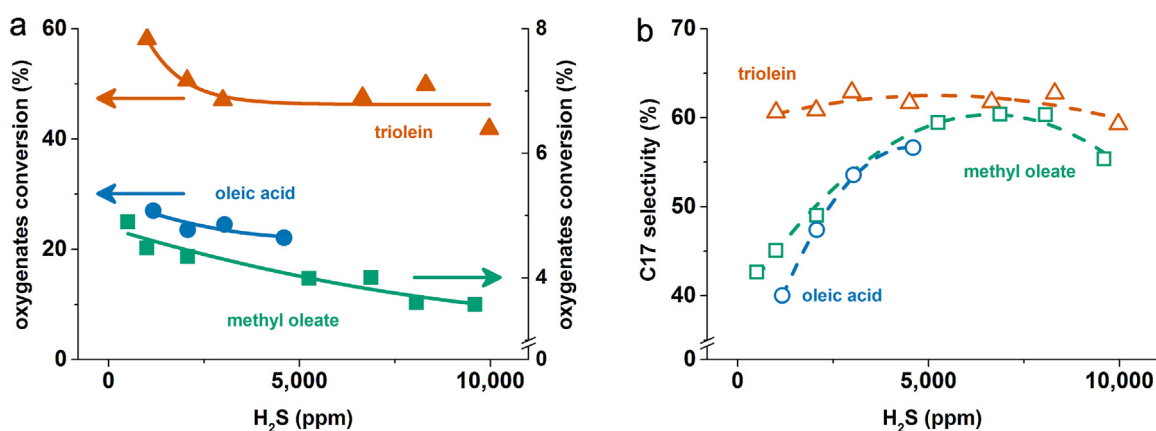 a
60
40
20
0
oxygenates conversion (%)
triolein
oleic acid
methyl oleate
8
6
4
0
oxygenates conversion (%)
0
5,000
10,000
H₂S (ppm)
b
70
60
50
40
0
C17 selectivity (%)
triolein
methyl oleate
oleic acid
0
5,000
10,000
H₂S (ppm)